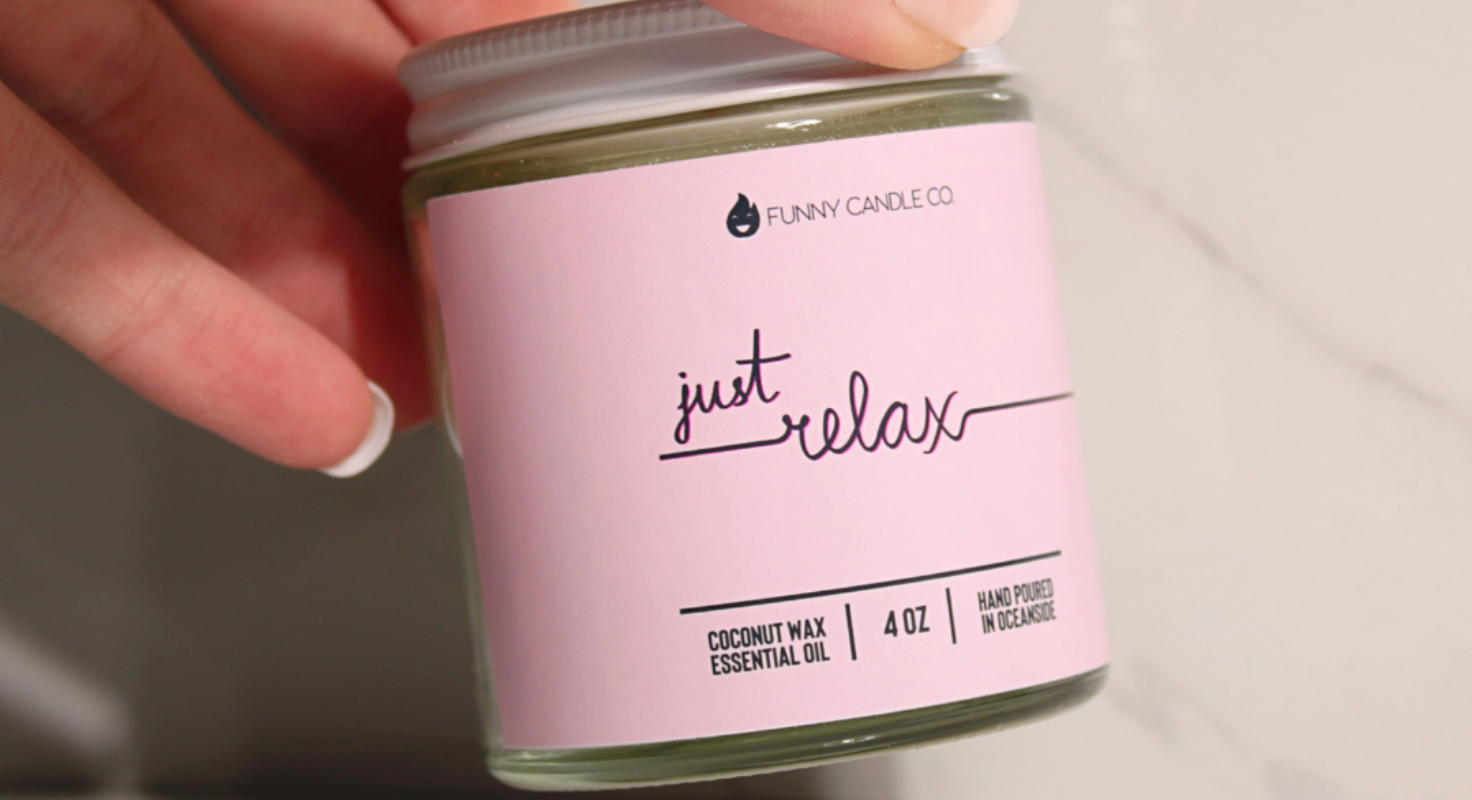 FUNNY CANDLE CO.
just
relax
COCONUT WAX
ESSENTIAL OIL
4 OZ
HAND POURED
IN OCEANSIDE